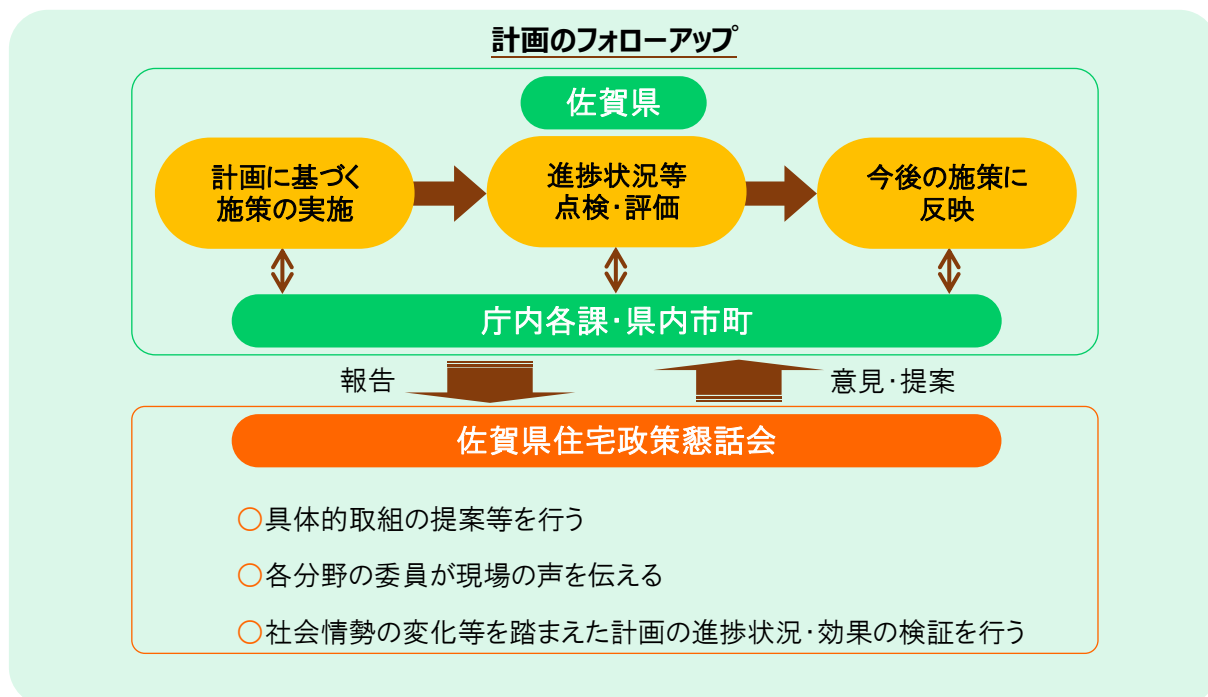 計画のフォローアップ
佐賀県
計画に基づく
施策の実施
進捗状況等
点検・評価
今後の施策に
反映
庁内各課・県内市町
報告
意見・提案
佐賀県住宅政策懇話会
○具体的取組の提案等を行う
○各分野の委員が現場の声を伝える
○社会情勢の変化等を踏まえた計画の進捗状況・効果の検証を行う